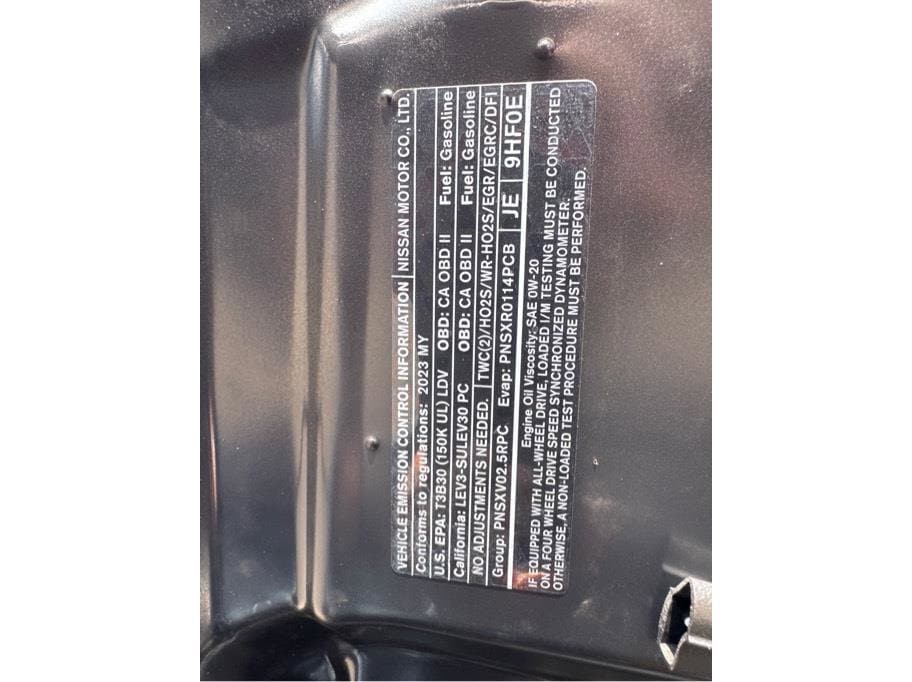 VEHICLE EMISSION CONTROL INFORMATION NISSAN MOTOR CO., LTD.
Conforms to regulations: 2023 MY
U.S. EPA: T3B30 (150K UL) LDV OBD: CA OBD II Fuel: Gasoline
California: LEV3-SULEV30 PC OBD: CA OBD II Fuel: Gasoline
NO ADJUSTMENTS NEEDED. TWC(2)/HO2S/WR-HO2S/EGR/EGRC/DFI
Group: PNSXV02.5RPC Evap: PNSXR0114PCB JE 9HF0E
Engine Oil Viscosity: SAE 0W-20
IF EQUIPPED WITH ALL-WHEEL DRIVE, LOADED I/M TESTING MUST BE CONDUCTED
ON A FOUR WHEEL DRIVE SPEED SYNCHRONIZED DYNAMOMETER.
OTHERWISE, A NON-LOADED TEST PROCEDURE MUST BE PERFORMED.